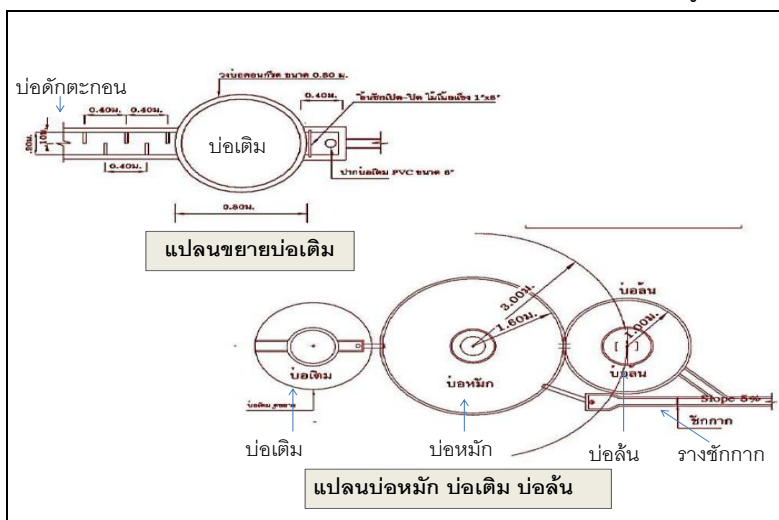 วงบ่อคอนกรีต ขนาด 0.80 ม.
บ่อดักตะกอน
0.40ม.
ลิ้นชักเปิด-ปิด ไม้เนื้อแข็ง 1"x8"
0.40ม. 0.40ม.
บ่อเติม
.20ม. .10ม.
0.40ม.
ปากบ่อเติม PVC ขนาด 6"
0.80ม.
แปลนขยายบ่อเติม
3.00ม.
1.60ม.
บ่อล้น
1.00ม.
บ่อเติม
บ่อหมัก
บ่อล้น
Slope 5%
ชักกาก
บ่อเติม
บ่อหมัก
บ่อล้น
รางชักกาก
แปลนบ่อหมัก บ่อเติม บ่อล้น